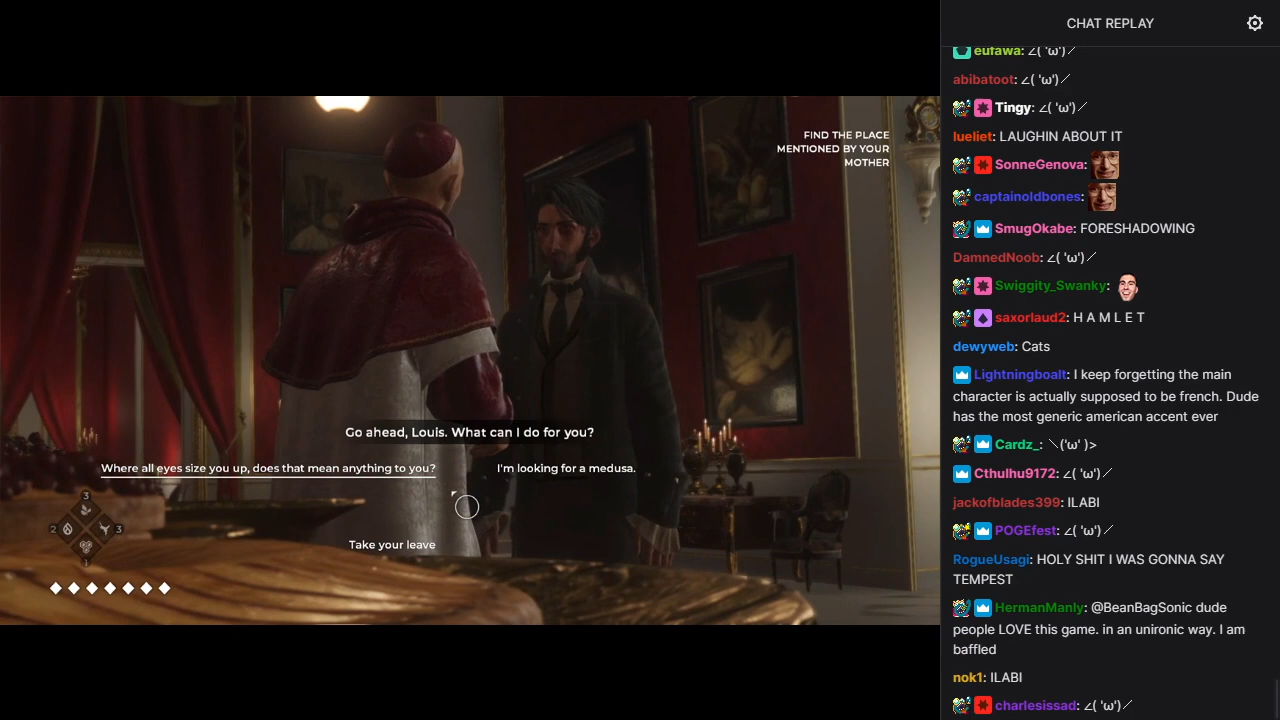 FIND THE PLACE
MENTIONED BY YOUR
MOTHER
Go ahead, Louis. What can I do for you?
Where all eyes size you up, does that mean anything to you?
I'm looking for a medusa.
Take your leave
3
2
3
1
CHAT REPLAY
eufawa: ∠( 'ω')／
abibatoot: ∠( 'ω')／
Tingy: ∠( 'ω')／
lueliet: LAUGHIN ABOUT IT
SonneGenova:
captainoldbones:
SmugOkabe: FORESHADOWING
DamnedNoob: ∠( 'ω')／
Swiggity_Swanky:
saxorlaud2: H A M L E T
dewyweb: Cats
Lightningboalt: I keep forgetting the main
character is actually supposed to be french. Dude
has the most generic american accent ever
Cardz_: ＼('ω' )>
Cthulhu9172: ∠( 'ω')／
jackofblades399: ILABI
POGEfest: ∠( 'ω')／
RogueUsagi: HOLY SHIT I WAS GONNA SAY
TEMPEST
HermanManly: @BeanBagSonic dude
people LOVE this game. in an unironic way. I am
baffled
nok1: ILABI
charlesissad: ∠( 'ω')／